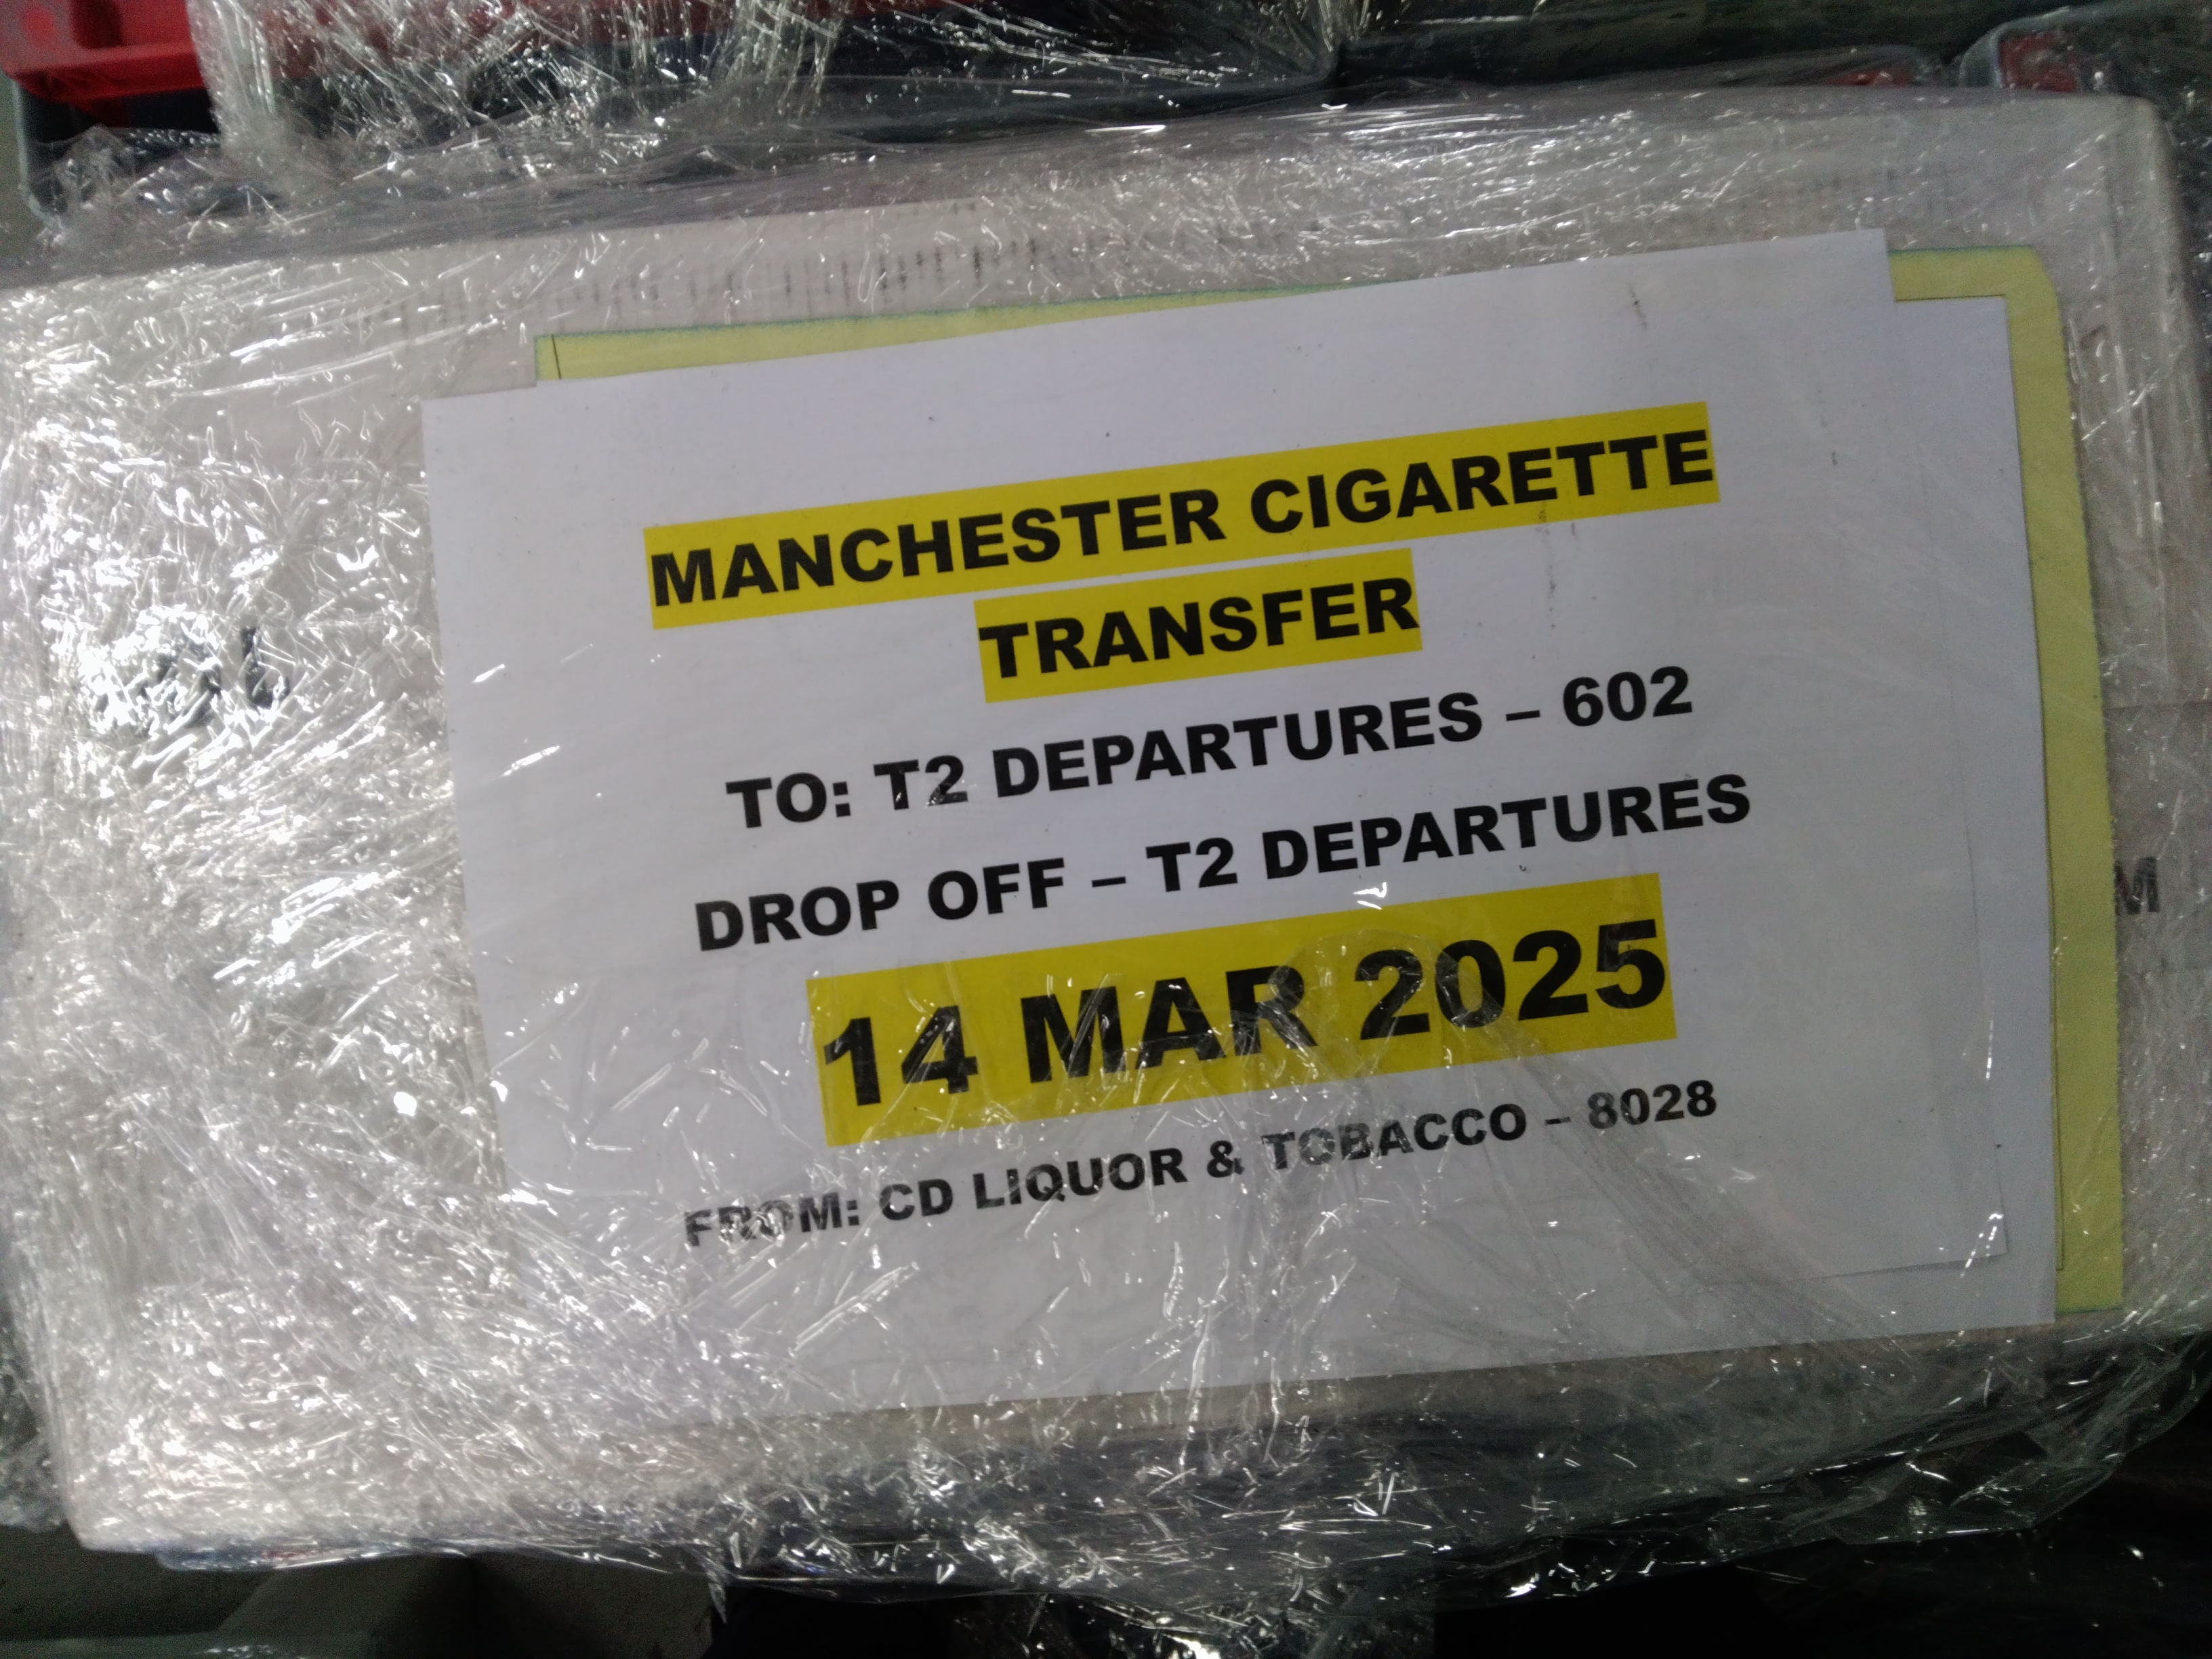 MANCHESTER CIGARETTE
TRANSFER
TO: T2 DEPARTURES – 602
DROP OFF – T2 DEPARTURES
14 MAR 2025
FROM: CD LIQUOR & TOBACCO – 8028
M